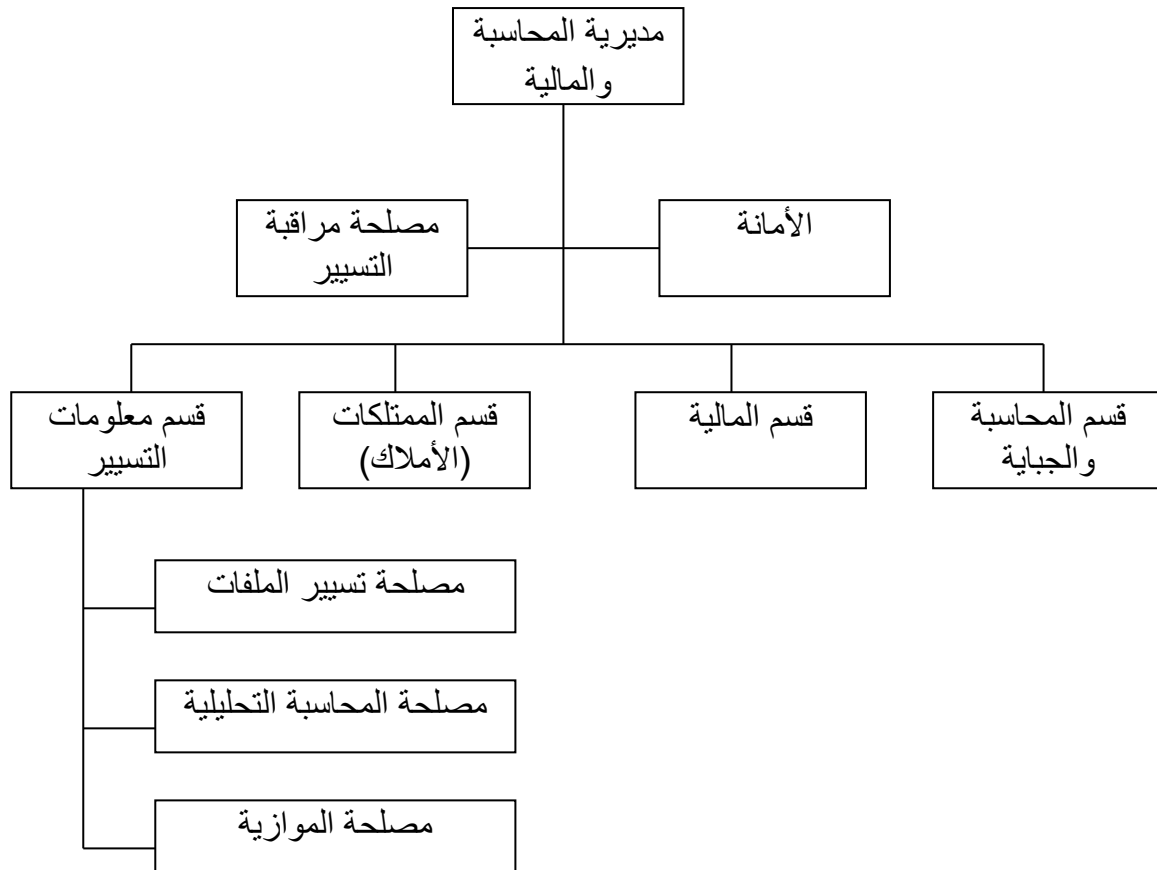 مديرية المحاسبة
والمالية
الأمانة
مصلحة مراقبة
التسيير
قسم المحاسبة
والجباية
قسم المالية
قسم الممتلكات
(الأملاك)
قسم معلومات
التسيير
مصلحة تسيير الملفات
مصلحة المحاسبة التحليلية
مصلحة الموازية